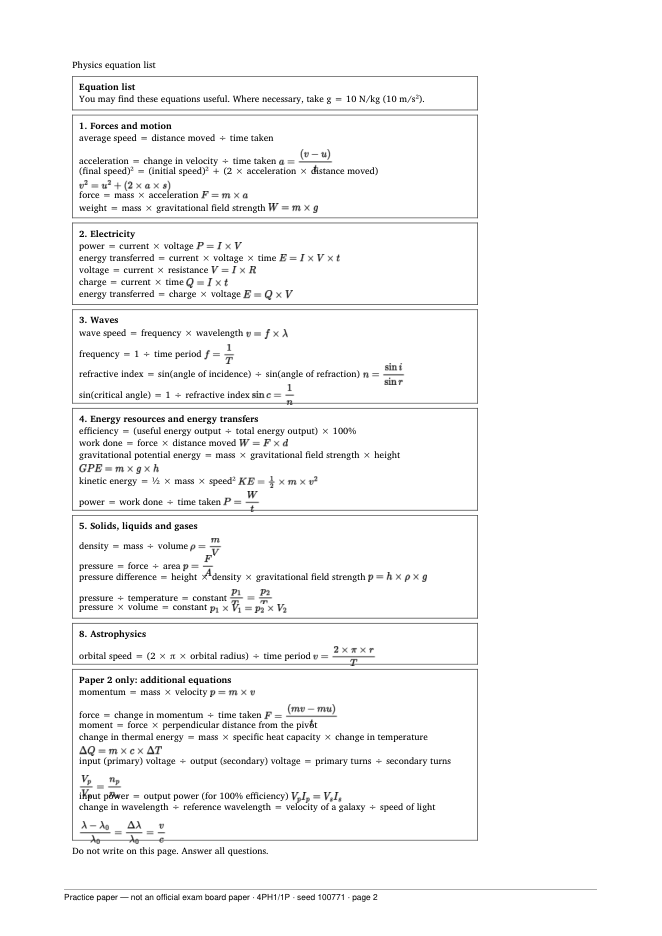 Physics equation list
Equation list
You may find these equations useful. Where necessary, take g = 10 N/kg (10 m/s²).
1. Forces and motion
average speed = distance moved ÷ time taken
acceleration = change in velocity ÷ time taken a = (v − u) / t
(final speed)² = (initial speed)² + (2 × acceleration × distance moved)
v² = u² + (2 × a × s)
force = mass × acceleration F = m × a
weight = mass × gravitational field strength W = m × g
2. Electricity
power = current × voltage P = I × V
energy transferred = current × voltage × time E = I × V × t
voltage = current × resistance V = I × R
charge = current × time Q = I × t
energy transferred = charge × voltage E = Q × V
3. Waves
wave speed = frequency × wavelength v = f × λ
frequency = 1 ÷ time period f = 1 / T
refractive index = sin(angle of incidence) ÷ sin(angle of refraction) n = sin i / sin r
sin(critical angle) = 1 ÷ refractive index sin c = 1 / n
4. Energy resources and energy transfers
efficiency = (useful energy output ÷ total energy output) × 100%
work done = force × distance moved W = F × d
gravitational potential energy = mass × gravitational field strength × height
GPE = m × g × h
kinetic energy = ½ × mass × speed² KE = ½ × m × v²
power = work done ÷ time taken P = W / t
5. Solids, liquids and gases
density = mass ÷ volume ρ = m / V
pressure = force ÷ area p = F / A
pressure difference = height × density × gravitational field strength p = h × ρ × g
pressure ÷ temperature = constant p₁ / T₁ = p₂ / T₂
pressure × volume = constant p₁ × V₁ = p₂ × V₂
8. Astrophysics
orbital speed = (2 × π × orbital radius) ÷ time period v = 2 × π × r / T
Paper 2 only: additional equations
momentum = mass × velocity p = m × v
force = change in momentum ÷ time taken F = (mv − mu) / t
moment = force × perpendicular distance from the pivot
change in thermal energy = mass × specific heat capacity × change in temperature
ΔQ = m × c × ΔT
input (primary) voltage ÷ output (secondary) voltage = primary turns ÷ secondary turns
Vₚ / Vₛ = nₚ / nₛ
input power = output power (for 100% efficiency) VₚIₚ = VₛIₛ
change in wavelength ÷ reference wavelength = velocity of a galaxy ÷ speed of light
λ − λ₀ / λ₀ = Δλ / λ₀ = v / c
Do not write on this page. Answer all questions.
Practice paper — not an official exam board paper · 4PH1/1P · seed 100771 · page 2